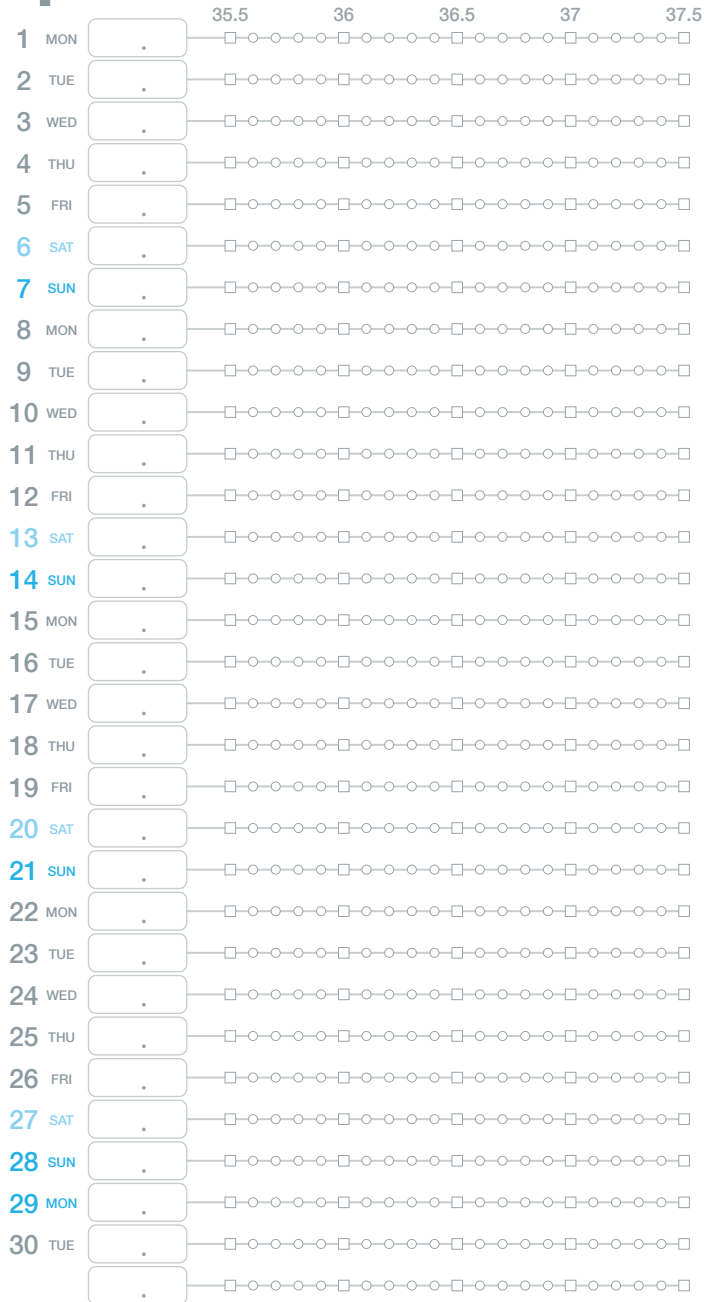 35.5 36 36.5 37 37.5
1 MON .
2 TUE .
3 WED .
4 THU .
5 FRI .
6 SAT .
7 SUN .
8 MON .
9 TUE .
10 WED .
11 THU .
12 FRI .
13 SAT .
14 SUN .
15 MON .
16 TUE .
17 WED .
18 THU .
19 FRI .
20 SAT .
21 SUN .
22 MON .
23 TUE .
24 WED .
25 THU .
26 FRI .
27 SAT .
28 SUN .
29 MON .
30 TUE .
.